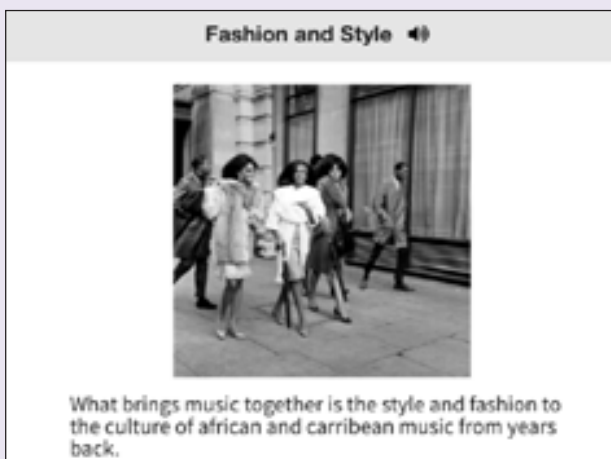 Fashion and Style
What brings music together is the style and fashion to
the culture of african and carribean music from years
back.